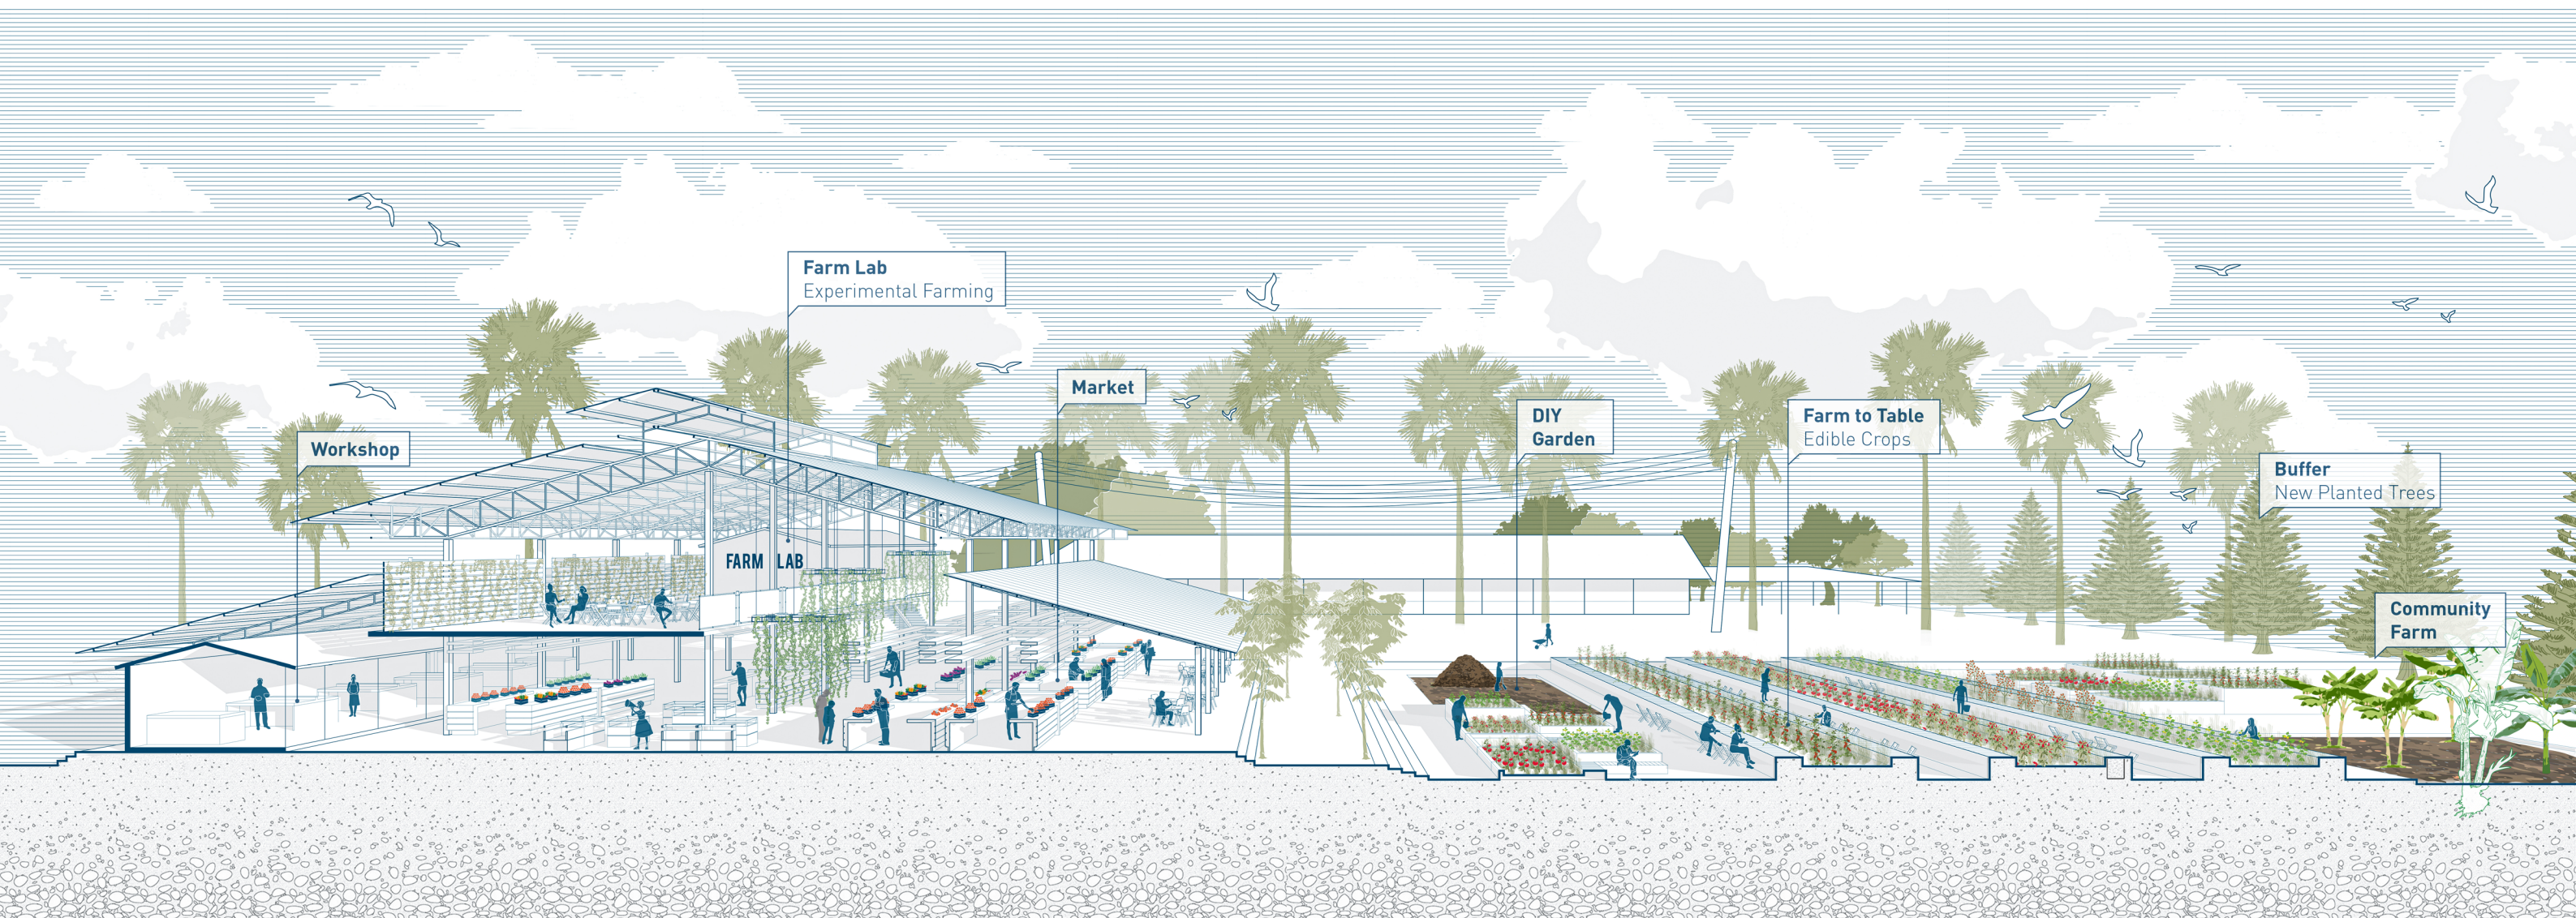 Workshop
Farm Lab
Experimental Farming
FARM LAB
Market
DIY
Garden
Farm to Table
Edible Crops
Buffer
New Planted Trees
Community
Farm